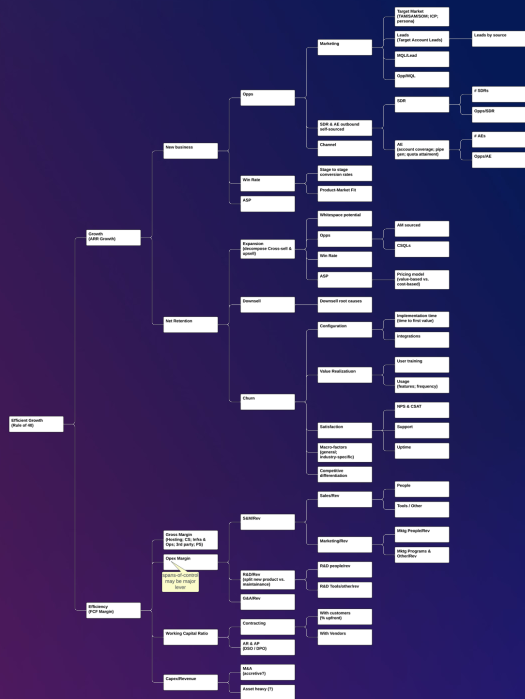 Efficient Growth
(Rule of 40)
Growth
(ARR Growth)
New business
Opps
Marketing
Target Market
(TAM/SAM/SOM; ICP;
persona)
Leads
(Target Account Leads)
Leads by source
MQL/Lead
Opp/MQL
SDR & AE outbound
self-sourced
SDR
# SDRs
Opps/SDR
AE
(account coverage; pipe
gen; quota attaiment)
# AEs
Opps/AE
Channel
Win Rate
Stage to stage
conversion rates
Product-Market Fit
ASP
Net Retention
Expansion
(decompose Cross-sell &
upsell)
Whitespace potential
Opps
AM sourced
CSQLs
Win Rate
ASP
Pricing model
(value-based vs.
cost-based)
Downsell
Downsell root causes
Churn
Configuration
Implementation time
(time to first value)
Integrations
Value Realizatiuon
User training
Usage
(features; frequency)
Satisfaction
NPS & CSAT
Support
Uptime
Macro-factors
(general;
industry-specific)
Competitive
differentiation
Efficiency
(FCF Margin)
Gross Margin
(Hosting; CS; infra &
Ops; 3rd party; PS)
Opex Margin
spans-of-control
may be major
lever
S&M/Rev
Sales/Rev
People
Tools / Other
Marketing/Rev
Mktg People/Rev
Mktg Programs &
Other/Rev
R&D/Rev
(split new product vs.
maintainance)
R&D people/rev
R&D Tools/other/rev
G&A/Rev
Working Capital Ratio
Contracting
With customers
(% upfront)
With Vendors
AR & AP
(DSO / DPO)
Capex/Revenue
M&A
(accretive?)
Asset heavy (?)